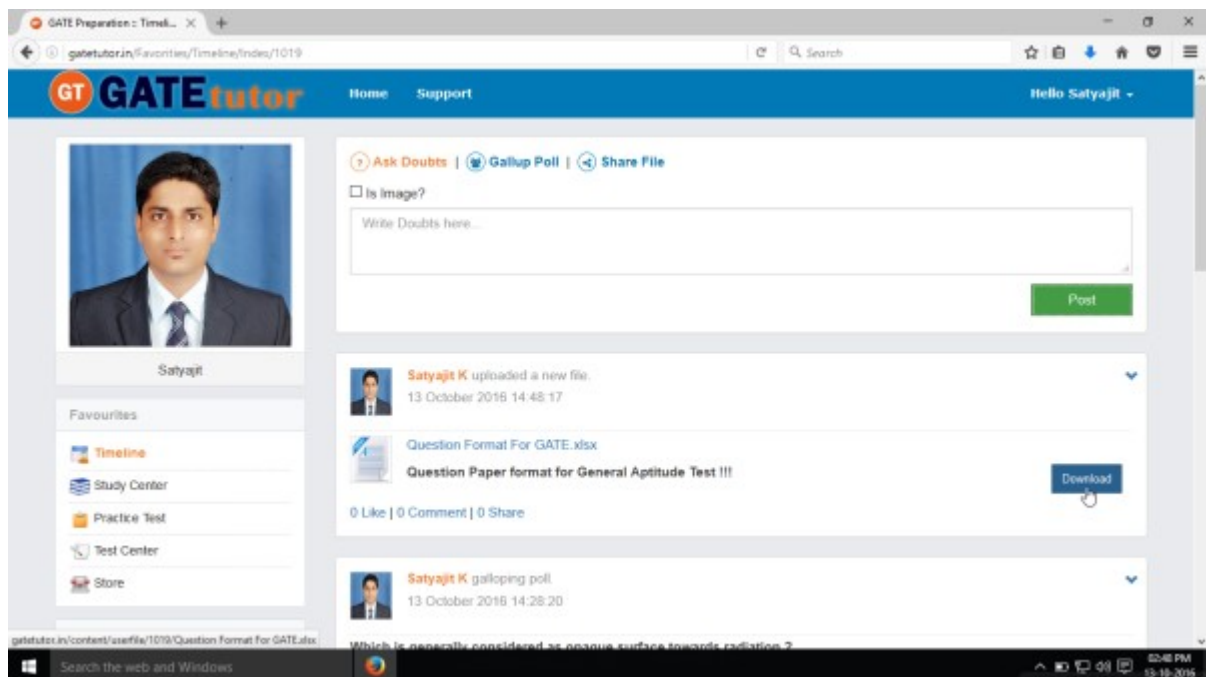 GATE Preparation :: Timeli...
gatetutor.in/Favorities/Timeline/Index/1019
Search
GT GATEtutor Home Support Hello Satyajit
Ask Doubts | Gallup Poll | Share File
Is Image?
Write Doubts here...
Post
Satyajit
Favourites
Timeline
Study Center
Practice Test
Test Center
Store
Satyajit K uploaded a new file.
13 October 2016 14:48:17
Question Format For GATE.xlsx
Question Paper format for General Aptitude Test !!!
Download
0 Like | 0 Comment | 0 Share
Satyajit K galloping poll.
13 October 2016 14:28:20
Which is generally considered as opaque surface towards radiation ?
gatetutor.in/content/userfile/1019/Question Format For GATE.xlsx
Search the web and Windows
02:48 PM
13-10-2016